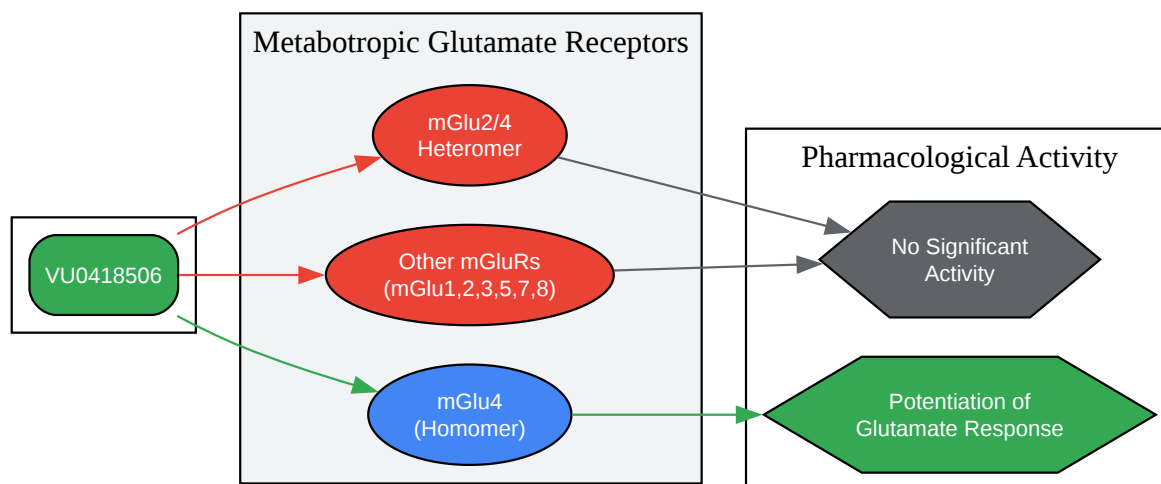 Metabotropic Glutamate Receptors
mGlu2/4
Heteromer
Pharmacological Activity
VU0418506
Other mGluRs
(mGlu1,2,3,5,7,8)
No Significant
Activity
mGlu4
(Homomer)
Potentiation of
Glutamate Response